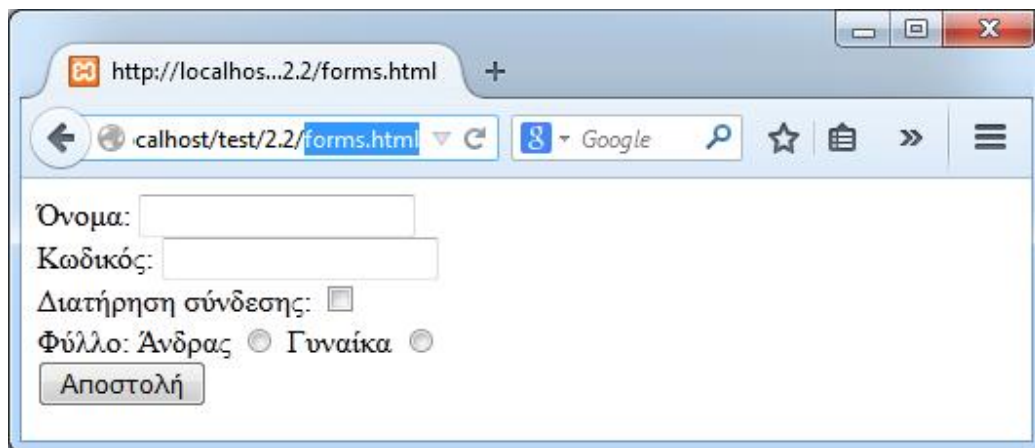 http://localhos...2.2/forms.html
calhost/test/2.2/forms.html
8 Google
Όνομα:
Κωδικός:
Διατήρηση σύνδεσης:
Φύλλο: Άνδρας Γυναίκα
Αποστολή